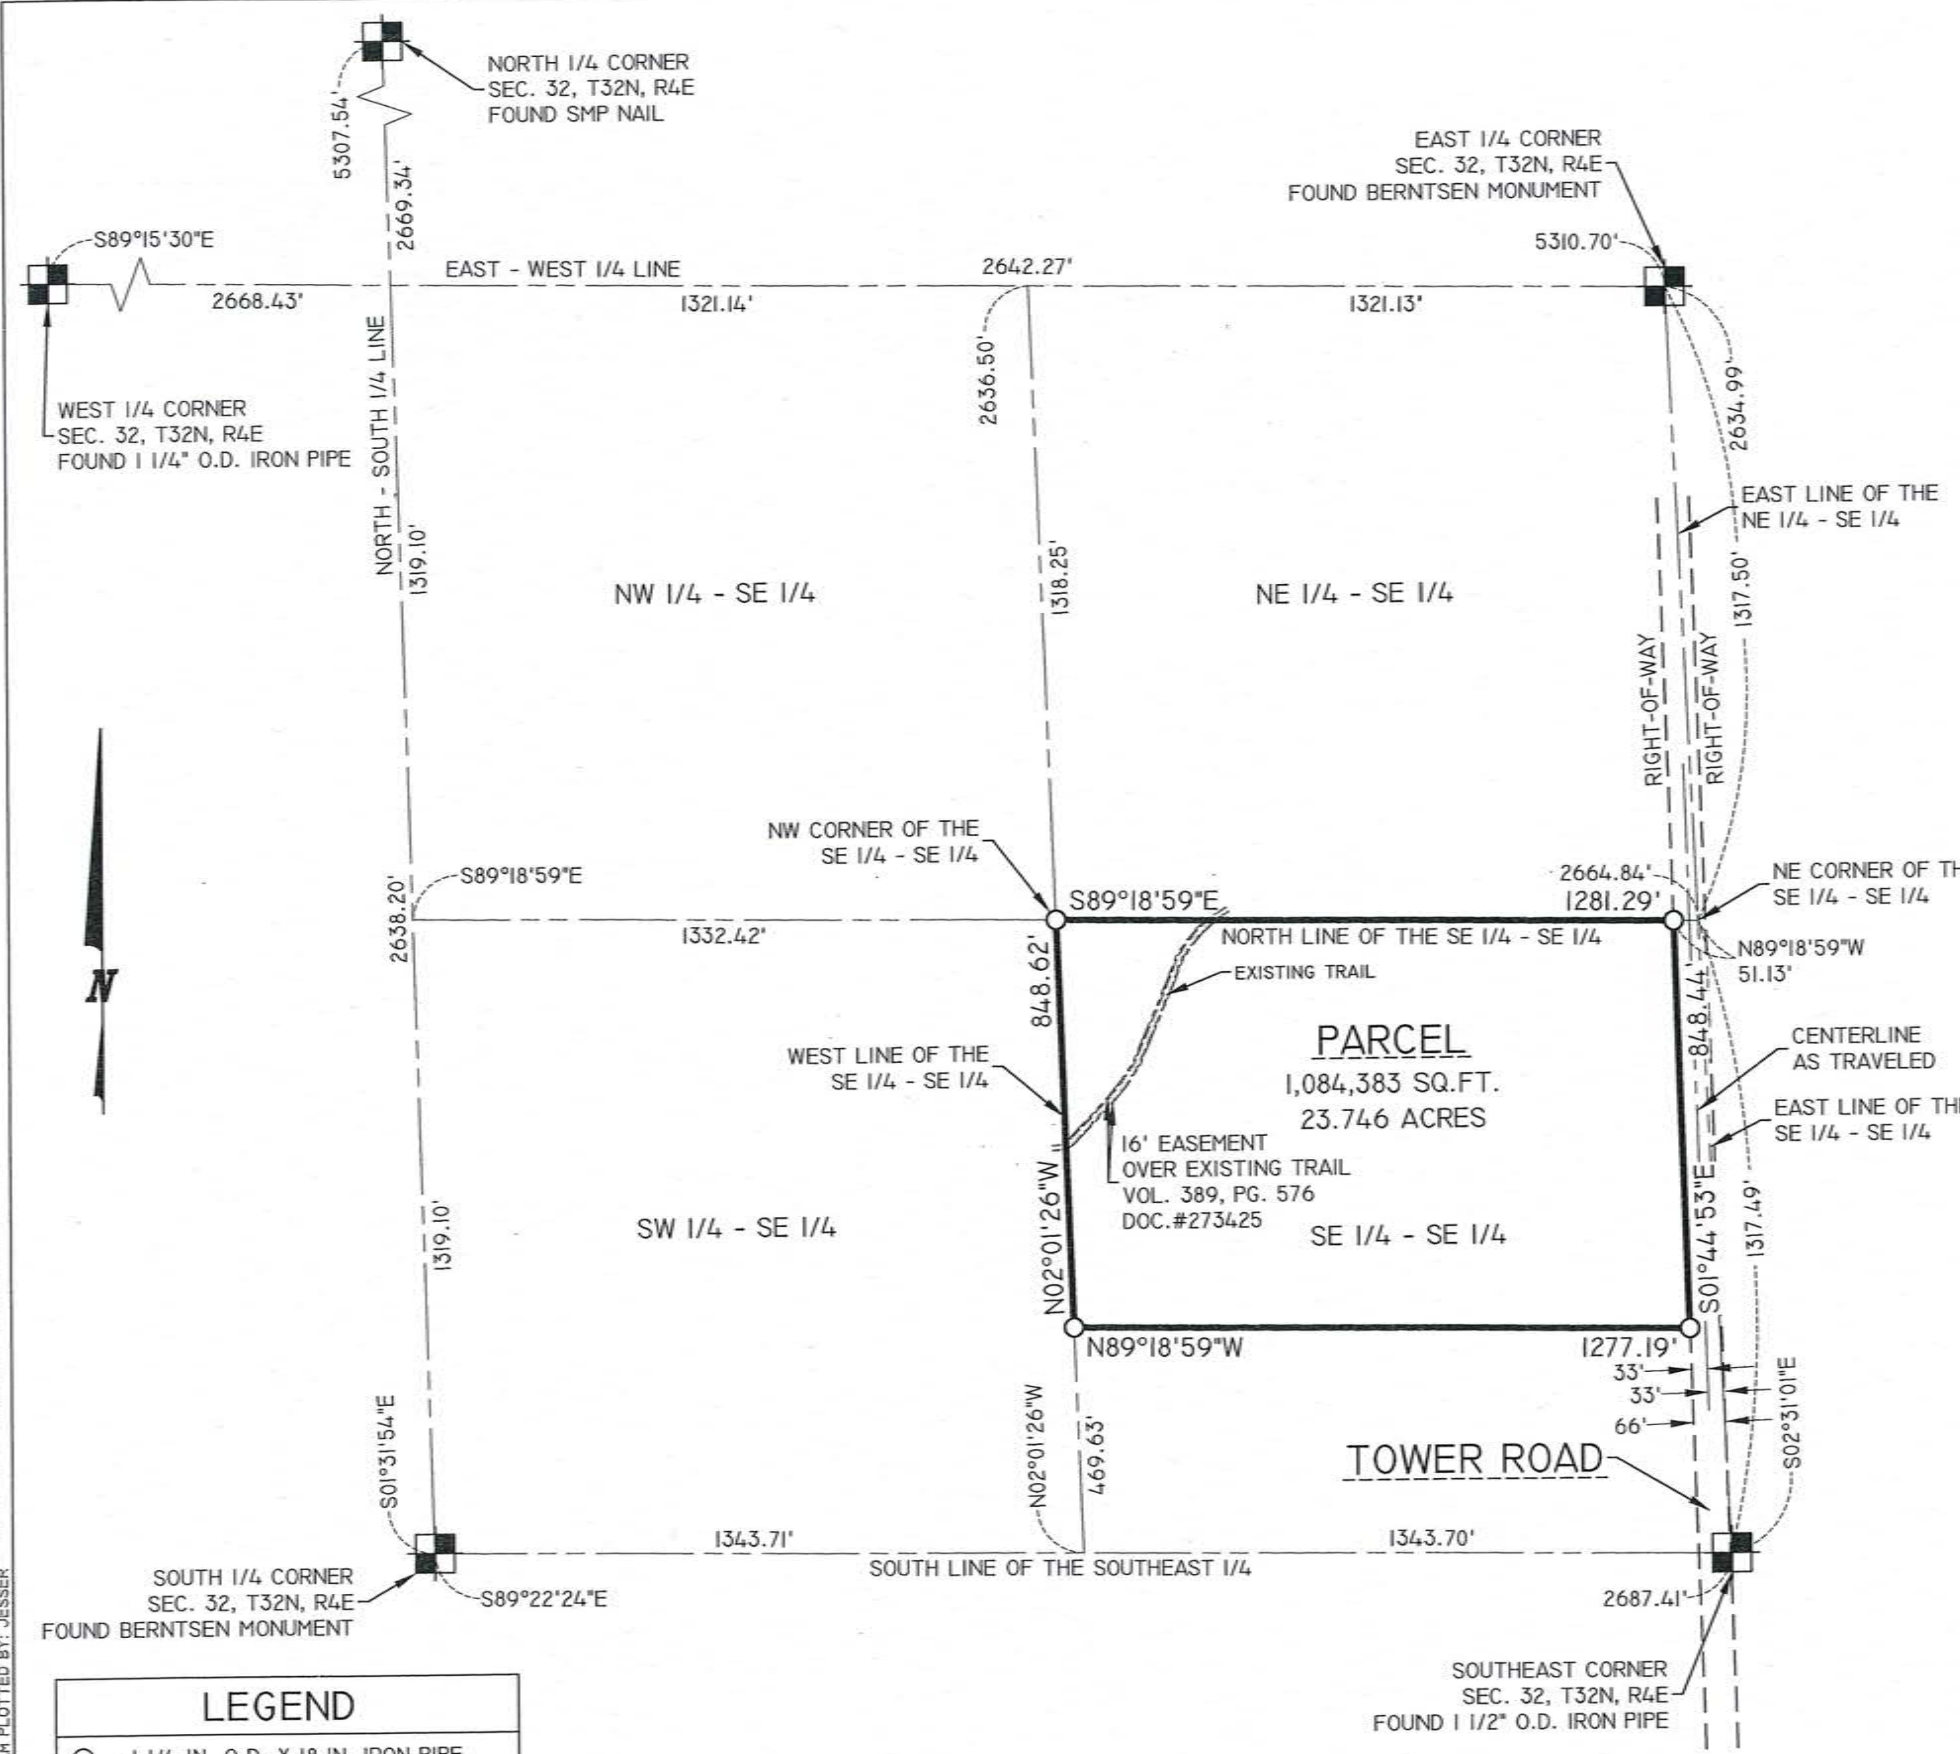 5307.54'
NORTH 1/4 CORNER
SEC. 32, T32N, R4E
FOUND SMP NAIL
2669.34'
EAST 1/4 CORNER
SEC. 32, T32N, R4E
FOUND BERNTSEN MONUMENT
S89°15'30"E
5310.70'
EAST - WEST 1/4 LINE
2642.27'
2668.43'
1321.14'
1321.13'
NORTH - SOUTH 1/4 LINE
2636.50'
2634.99'
WEST 1/4 CORNER
SEC. 32, T32N, R4E
FOUND 1 1/4" O.D. IRON PIPE
EAST LINE OF THE
NE 1/4 - SE 1/4
1319.10'
1318.25'
1317.50'
NW 1/4 - SE 1/4
NE 1/4 - SE 1/4
RIGHT-OF-WAY
RIGHT-OF-WAY
NW CORNER OF THE
SE 1/4 - SE 1/4
2638.20'
S89°18'59"E
S89°18'59"E
2664.84'
1281.29'
NE CORNER OF
SE 1/4 - SE 1/4
1332.42'
NORTH LINE OF THE SE 1/4 - SE 1/4
N89°18'59"W
51.13'
848.62'
EXISTING TRAIL
848.44'
PARCEL
1,084,383 SQ.FT.
23.746 ACRES
WEST LINE OF THE
SE 1/4 - SE 1/4
CENTERLINE
AS TRAVELED
EAST LINE OF
SE 1/4 - SE 1/4
16' EASEMENT
OVER EXISTING TRAIL
VOL. 389, PG. 576
DOC.#273425
N02°01'26"W
S01°44'53"E
1319.10'
1317.49'
SW 1/4 - SE 1/4
SE 1/4 - SE 1/4
N89°18'59"W
1277.19'
33'
33'
66'
S01°31'54"E
N02°01'26"W
469.63'
S02°31'01"E
TOWER ROAD
1343.71'
1343.70'
SOUTH LINE OF THE SOUTHEAST 1/4
SOUTH 1/4 CORNER
SEC. 32, T32N, R4E
FOUND BERNTSEN MONUMENT
S89°22'24"E
2687.41'
SOUTHEAST CORNER
SEC. 32, T32N, R4E
FOUND 1 1/2" O.D. IRON PIPE
N
LEGEND
1 1/4 IN. O.D. X 18 IN. IRON PIPE
M PLOTTED BY: JESSER